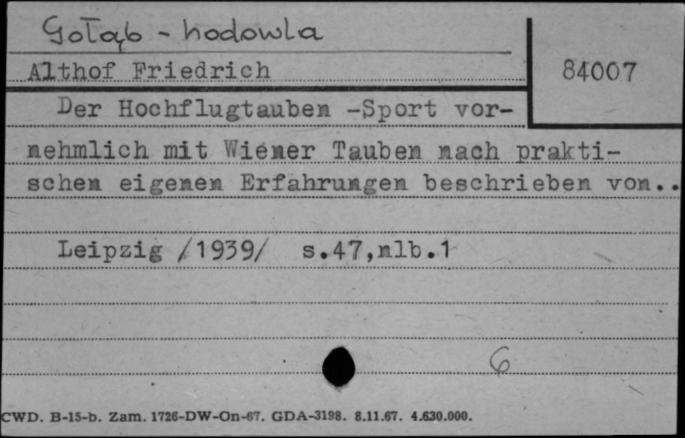 Gołąb - hodowla
Althof Friedrich
84007
Der Hochflugtauben -Sport vor-
nehmlich mit Wiener Tauben nach prakti-
schen eigenen Erfahrungen beschrieben von..
Leipzig /1939/ s.47,nlb.1
6
CWD. B-15-b. Zam. 1726-DW-On-67. GDA-3198. 8.11.67. 4.630.000.